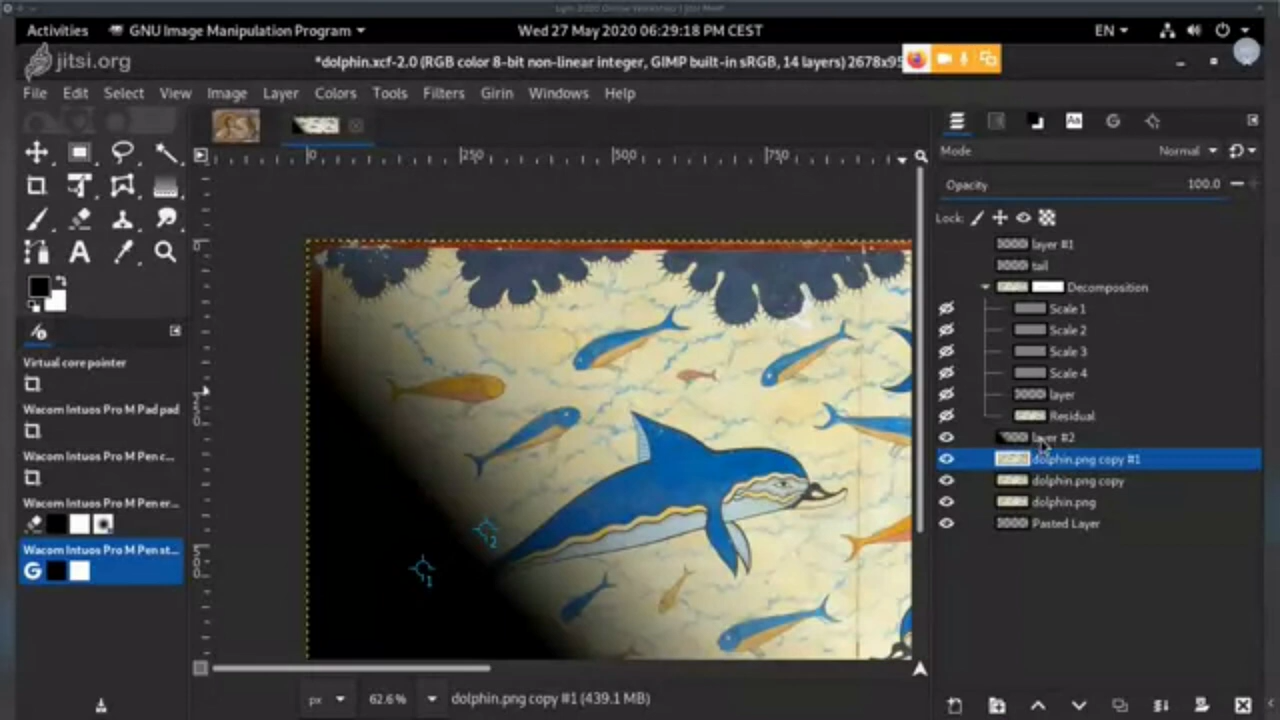 Activities GNU Image Manipulation Program Wed 27 May 2020 06:29:18 PM CEST EN
jitsi.org *dolphin.xcf-2.0 (RGB color 8-bit non-linear integer, GIMP built-in sRGB, 14 layers) 2678x95
File Edit Select View Image Layer Colors Tools Filters Girin Windows Help
Mode Normal
0 250 500 750
Opacity 100.0
Lock:
layer #1
tail
Decomposition
Scale 1
Scale 2
Scale 3
Scale 4
layer
Residual
layer #2
dolphin.png copy #1
dolphin.png copy
dolphin.png
Pasted Layer
Virtual core pointer
Wacom Intuos Pro M Pad pad
Wacom Intuos Pro M Pen c...
Wacom Intuos Pro M Pen er...
Wacom Intuos Pro M Pen st...
2
1
px 62.6 % dolphin.png copy #1 (439.1 MB)